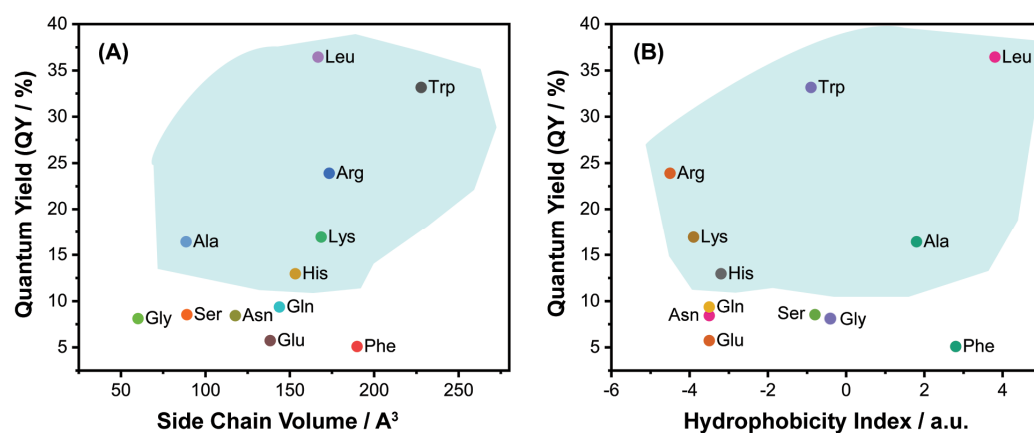 (A)
Quantum Yield (QY / %)
40
35
30
25
20
15
10
5
Leu
Trp
Arg
Ala
Lys
His
Gln
Gly
Ser
Asn
Glu
Phe
50
100
150
200
250
Side Chain Volume / A³
(B)
Quantum Yield (QY / %)
40
35
30
25
20
15
10
5
Leu
Trp
Arg
Lys
Ala
His
Gln
Asn
Ser
Gly
Glu
Phe
-6
-4
-2
0
2
4
Hydrophobicity Index / a.u.